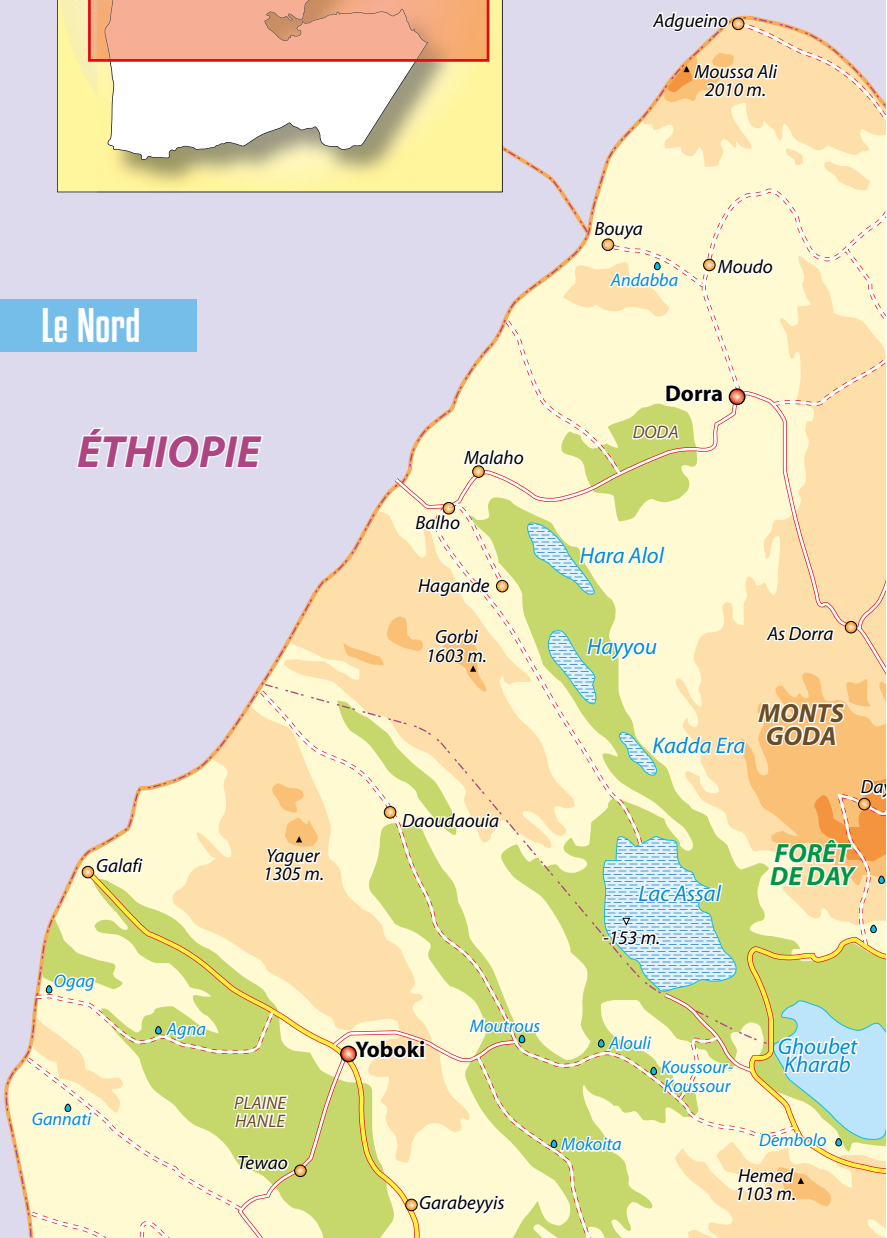 Adgueino
Moussa Ali
2010 m.
Bouya
Andabba
Moudo
Le Nord
ÉTHIOPIE
Dorra
DODA
Malaho
Balho
Hara Alol
Hagande
As Dorra
Gorbi
1603 m.
Hayyou
MONTS
GODA
Kadda Era
Day
Daoudaouia
Yaguer
1305 m.
Galafi
FORÊT
DE DAY
Lac Assal
-153 m.
Ogag
Agna
Moutrous
Alouli
Yoboki
Ghoubet
Kharab
Koussour-
Koussour
Gannati
PLAINE
HANLE
Mokoita
Dembolo
Tewao
Hemed
1103 m.
Garabeyyis